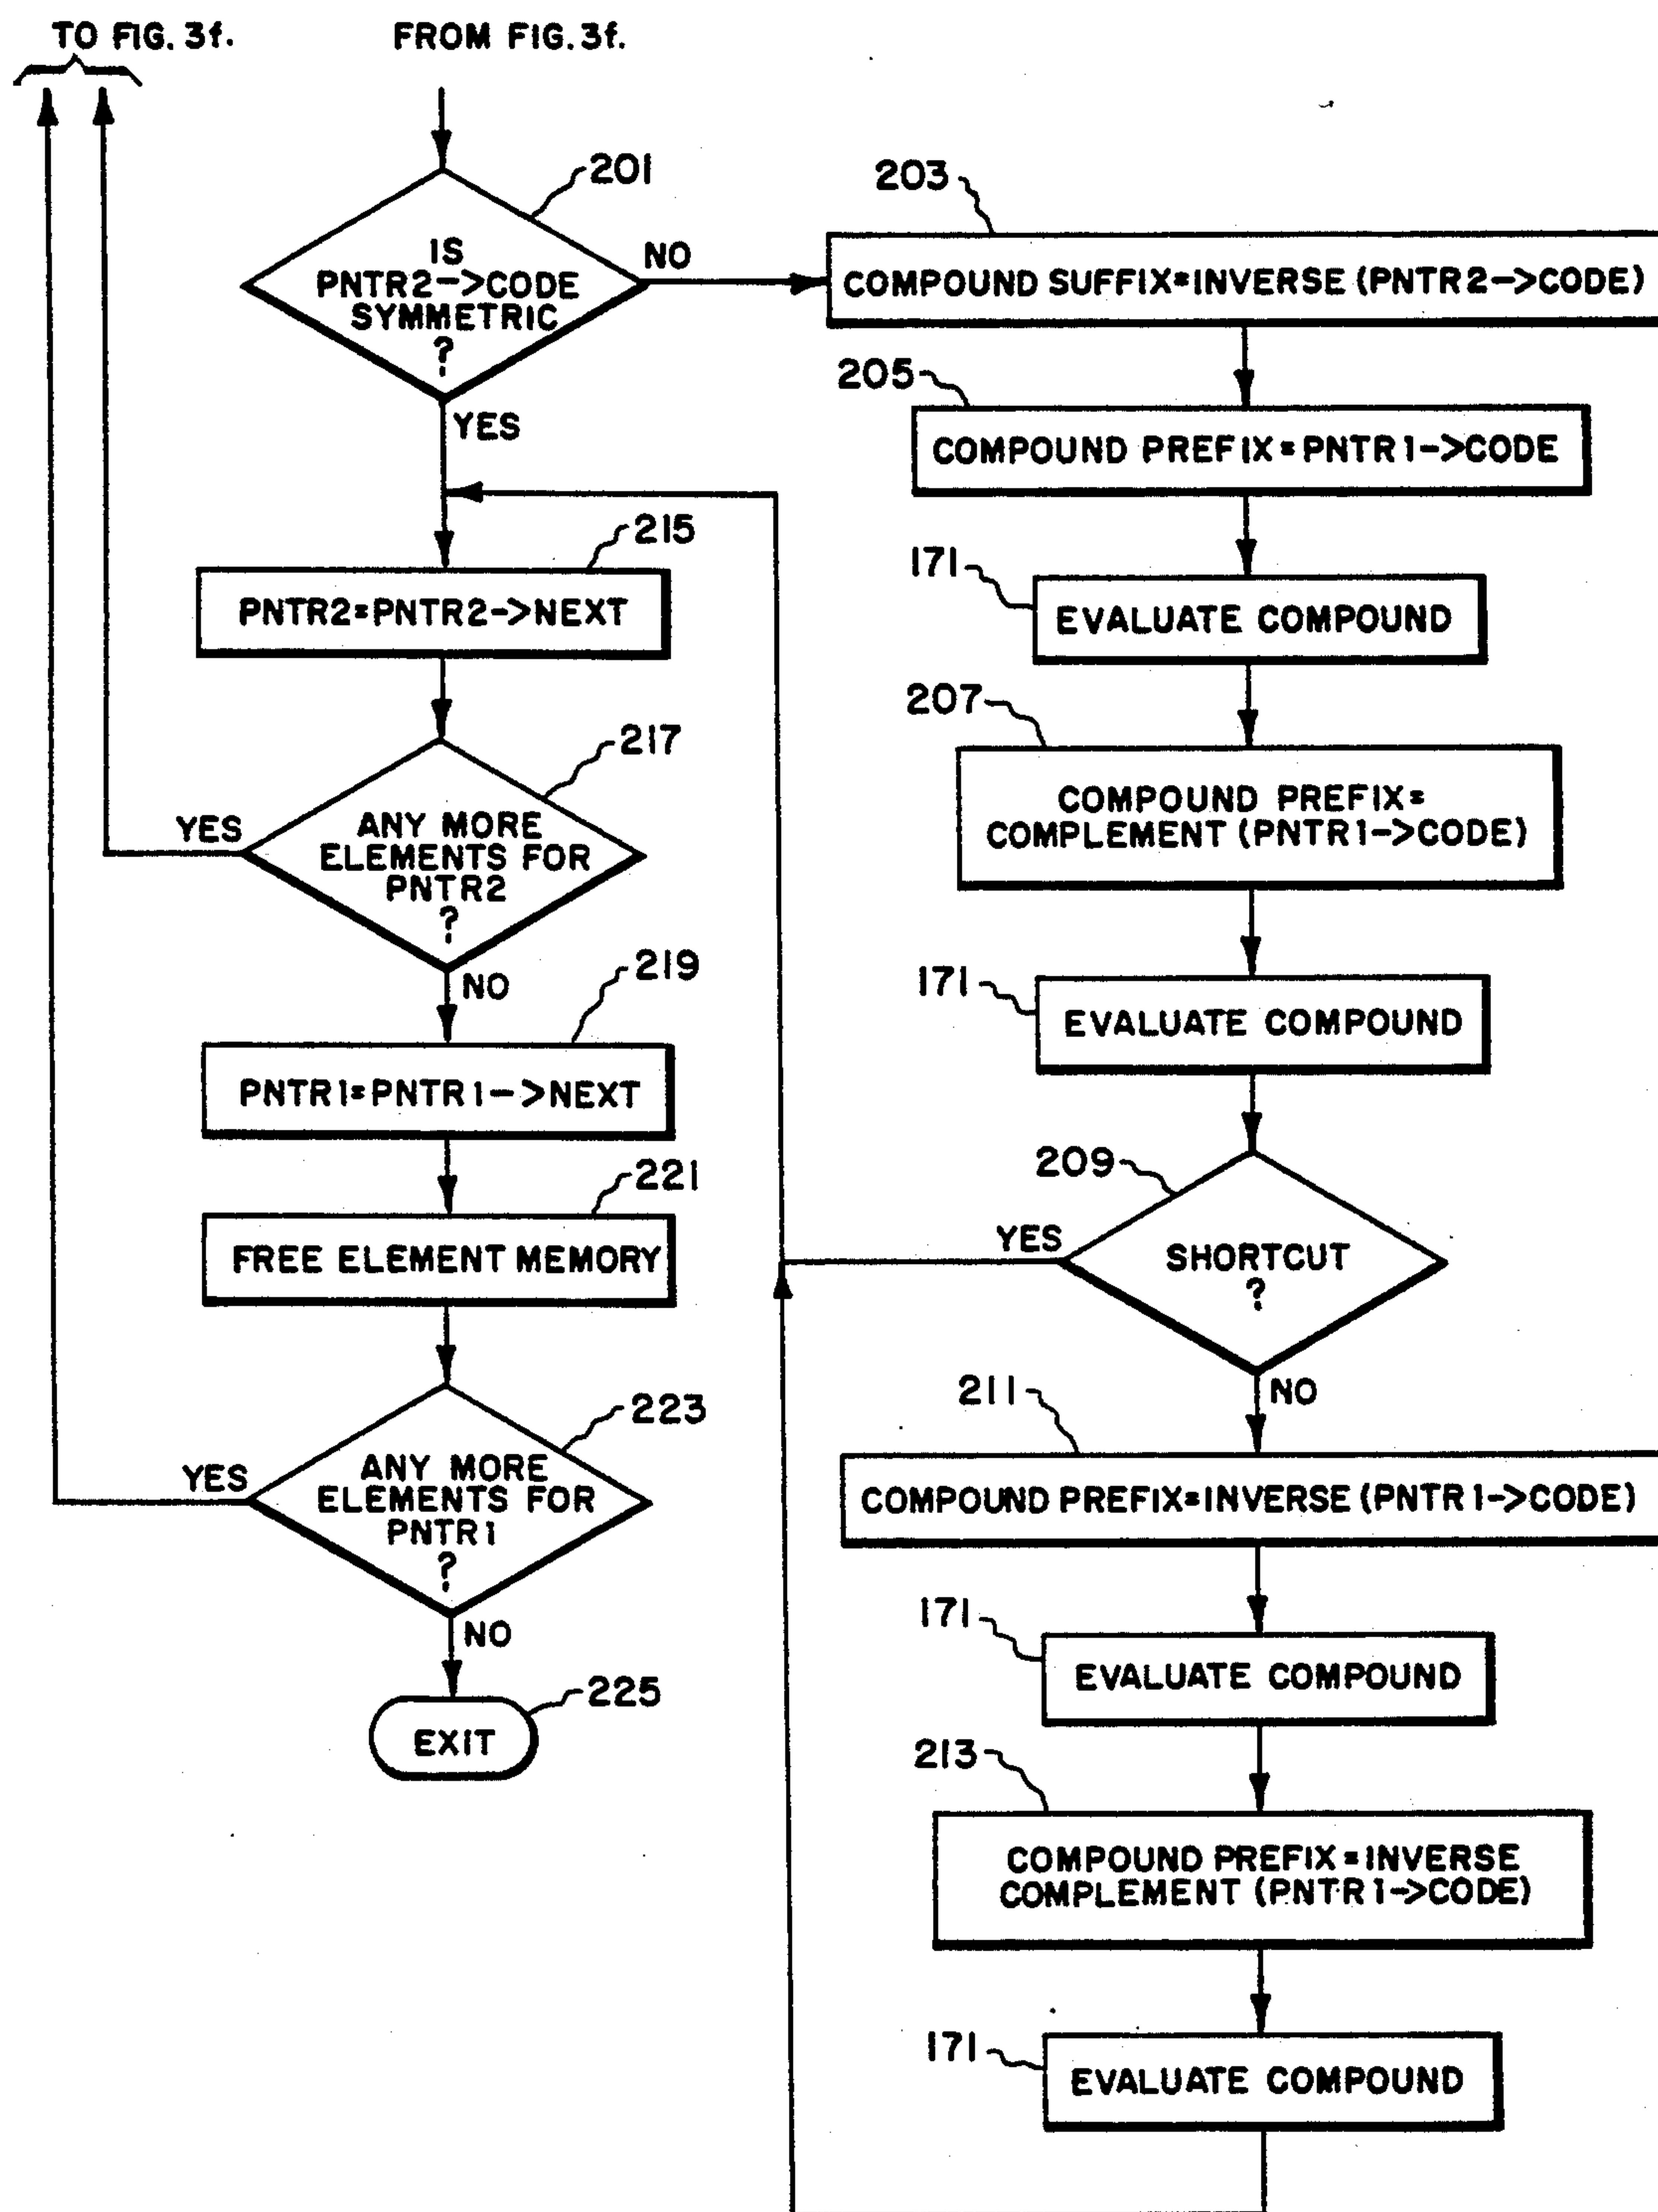 TO FIG. 3f.
FROM FIG. 3f.
201
IS
PNTR2->CODE
SYMMETRIC
?
NO
YES
203
COMPOUND SUFFIX=INVERSE (PNTR2->CODE)
205
COMPOUND PREFIX=PNTR1->CODE
171
EVALUATE COMPOUND
207
COMPOUND PREFIX=
COMPLEMENT (PNTR1->CODE)
171
EVALUATE COMPOUND
209
SHORTCUT
?
YES
NO
211
COMPOUND PREFIX=INVERSE (PNTR1->CODE)
171
EVALUATE COMPOUND
213
COMPOUND PREFIX=INVERSE
COMPLEMENT (PNTR1->CODE)
171
EVALUATE COMPOUND
215
PNTR2=PNTR2->NEXT
217
ANY MORE
ELEMENTS FOR
PNTR2
?
YES
NO
219
PNTR1=PNTR1->NEXT
221
FREE ELEMENT MEMORY
223
ANY MORE
ELEMENTS FOR
PNTR1
?
YES
NO
225
EXIT